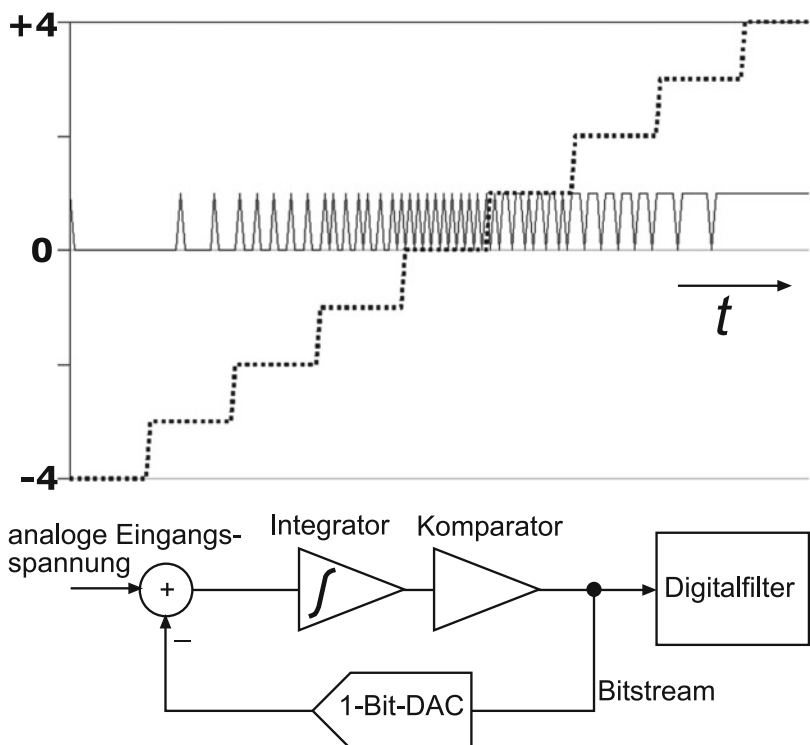 +4
0
t
-4
analoge Eingangs-
spannung
Integrator
Komparator
+
∫
Digitalfilter
−
1-Bit-DAC
Bitstream